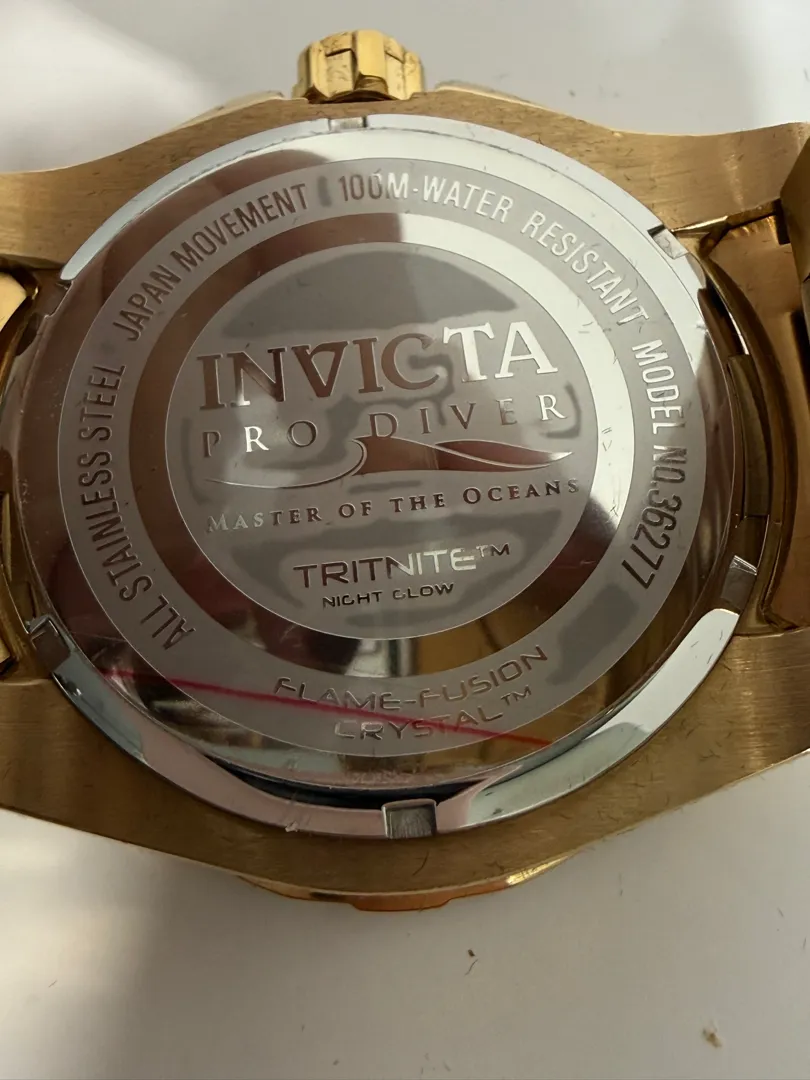 ALL STAINLESS STEEL JAPAN MOVEMENT 100M-WATER RESISTANT MODEL NO.36277
INVICTA
PRO DIVER
MASTER OF THE OCEANS
TRITNITE™
NIGHT GLOW
FLAME-FUSION
CRYSTAL™